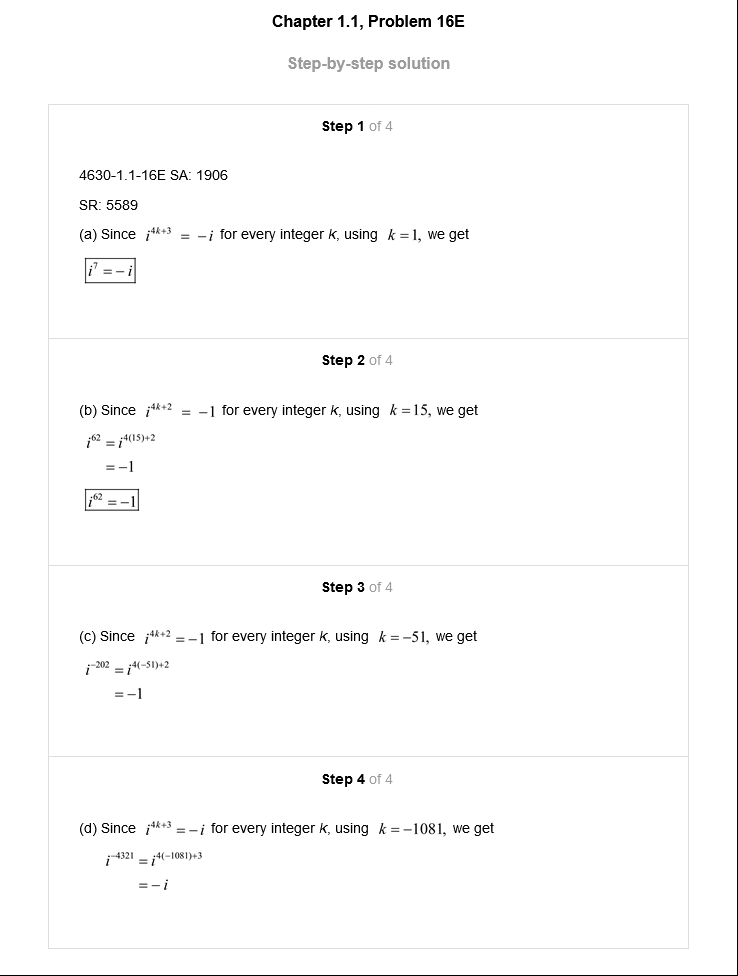 Chapter 1.1, Problem 16E
Step-by-step solution
Step 1 of 4
4630-1.1-16E SA: 1906
SR: 5589
(a) Since i^{4k+3} = −i for every integer k, using k = 1, we get
i^7 = −i
Step 2 of 4
(b) Since i^{4k+2} = −1 for every integer k, using k = 15, we get
i^{62} = i^{4(15)+2}
= −1
i^{62} = −1
Step 3 of 4
(c) Since i^{4k+2} = −1 for every integer k, using k = −51, we get
i^{−202} = i^{4(−51)+2}
= −1
Step 4 of 4
(d) Since i^{4k+3} = −i for every integer k, using k = −1081, we get
i^{−4321} = i^{4(−1081)+3}
= −i